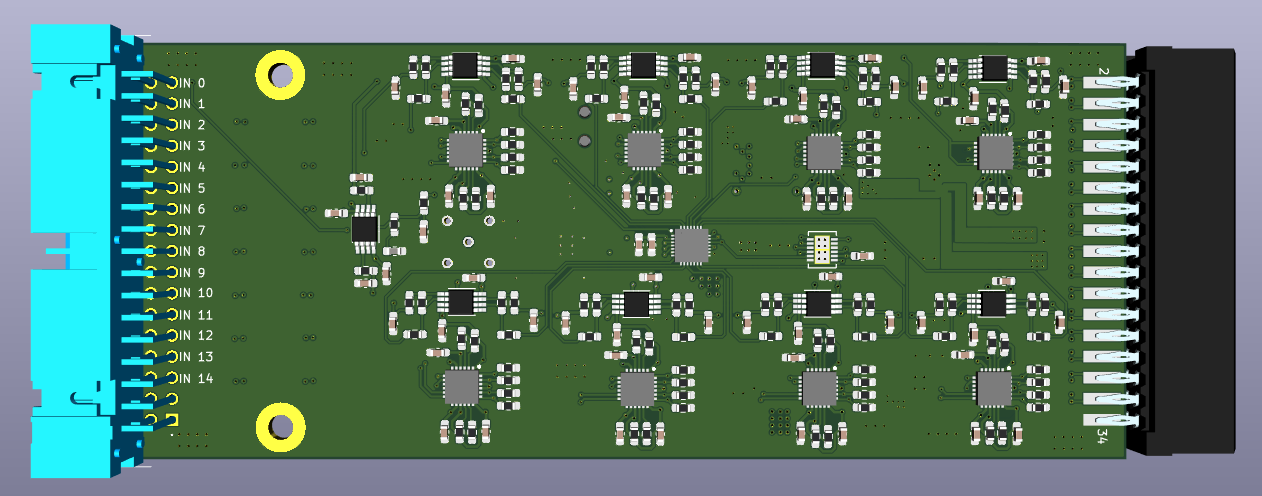 IN 0
IN 1
IN 2
IN 3
IN 4
IN 5
IN 6
IN 7
IN 8
IN 9
IN 10
IN 11
IN 12
IN 13
IN 14
2
34